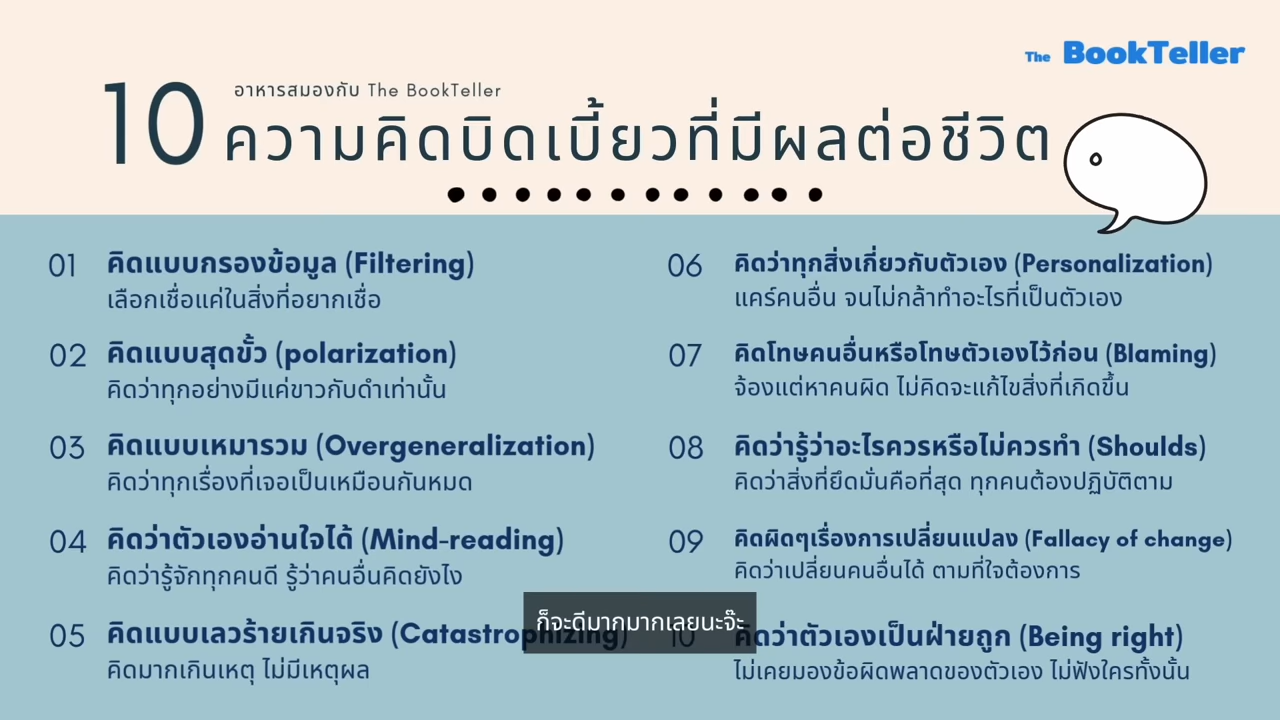 The BookTeller
อาหารสมองกับ The BookTeller
10 ความคิดบิดเบี้ยวที่มีผลต่อชีวิต
01 คิดแบบกรองข้อมูล (Filtering)
เลือกเชื่อแค่ในสิ่งที่อยากเชื่อ
02 คิดแบบสุดขั้ว (polarization)
คิดว่าทุกอย่างมีแค่ขาวกับดำเท่านั้น
03 คิดแบบเหมารวม (Overgeneralization)
คิดว่าทุกเรื่องที่เจอเป็นเหมือนกันหมด
04 คิดว่าตัวเองอ่านใจได้ (Mind-reading)
คิดว่ารู้จักทุกคนดี รู้ว่าคนอื่นคิดยังไง
05 คิดแบบเลวร้ายเกินจริง (Catastrophizing)
คิดมากเกินเหตุ ไม่มีเหตุผล
06 คิดว่าทุกสิ่งเกี่ยวกับตัวเอง (Personalization)
แคร์คนอื่น จนไม่กล้าทำอะไรที่เป็นตัวเอง
07 คิดโทษคนอื่นหรือโทษตัวเองไว้ก่อน (Blaming)
จ้องแต่หาคนผิด ไม่คิดจะแก้ไขสิ่งที่เกิดขึ้น
08 คิดว่ารู้ว่าอะไรควรหรือไม่ควรทำ (Shoulds)
คิดว่าสิ่งที่ยึดมั่นคือที่สุด ทุกคนต้องปฏิบัติตาม
09 คิดผิดๆเรื่องการเปลี่ยนแปลง (Fallacy of change)
คิดว่าเปลี่ยนคนอื่นได้ ตามที่ใจต้องการ
10 คิดว่าตัวเองเป็นฝ่ายถูก (Being right)
ไม่เคยมองข้อผิดพลาดของตัวเอง ไม่ฟังใครทั้งนั้น
ก็จะดีมากมากเลยนะจ๊ะ